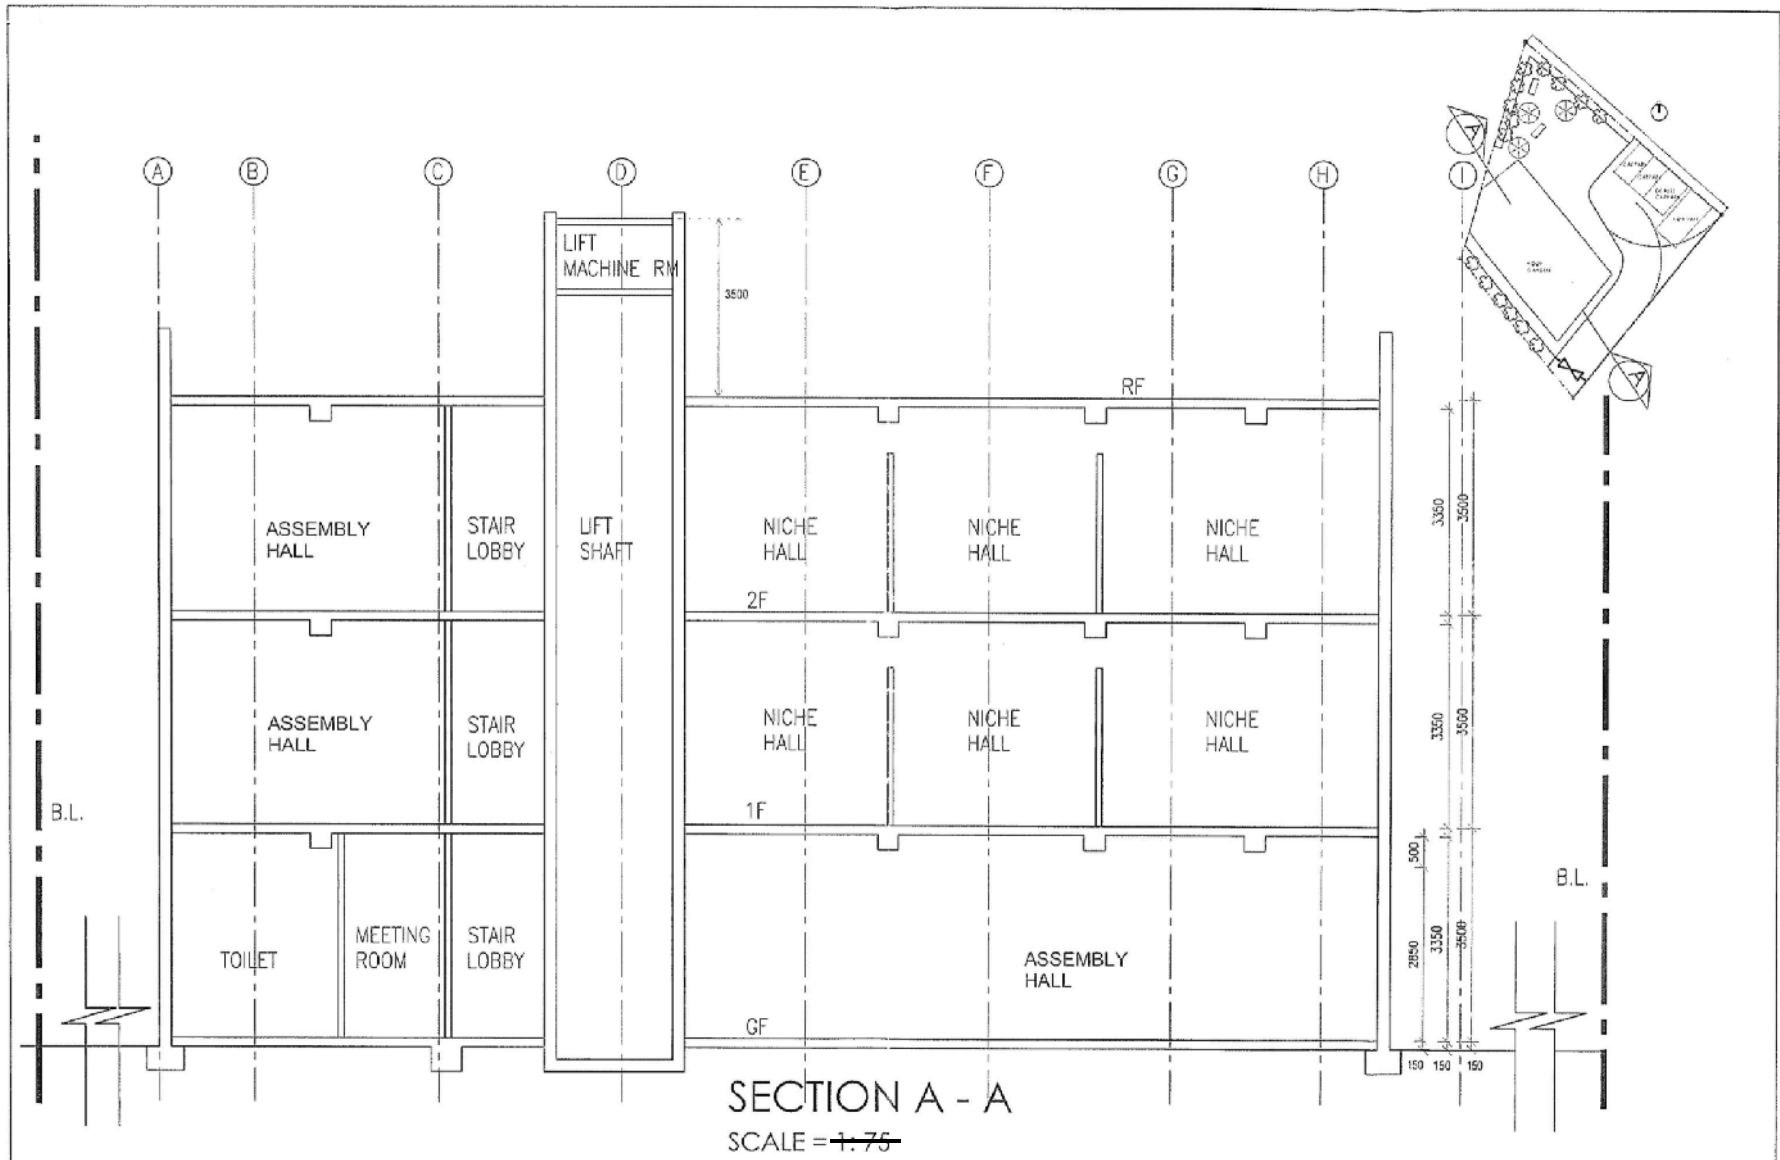 A B C D E F G H I
A
LIFT
MACHINE RM
3500
RF
A
ASSEMBLY
HALL
STAIR
LOBBY
LIFT
SHAFT
NICHE
HALL
NICHE
HALL
NICHE
HALL
3350
3500
2F
ASSEMBLY
HALL
STAIR
LOBBY
NICHE
HALL
NICHE
HALL
NICHE
HALL
3350
3500
1F
B.L.
B.L.
TOILET
MEETING
ROOM
STAIR
LOBBY
ASSEMBLY
HALL
500
2850
3350
3500
GF
150 150 150
SECTION A - A
SCALE = 1:75